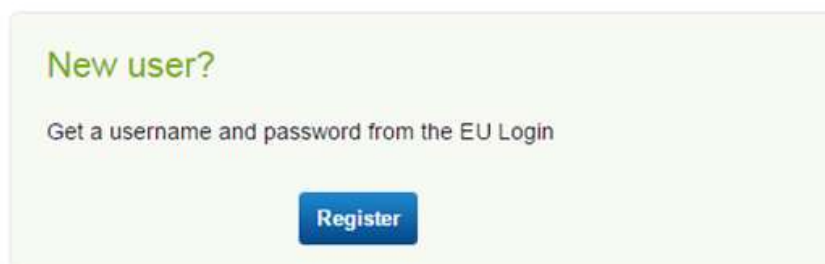 New user?
Get a username and password from the EU Login
Register